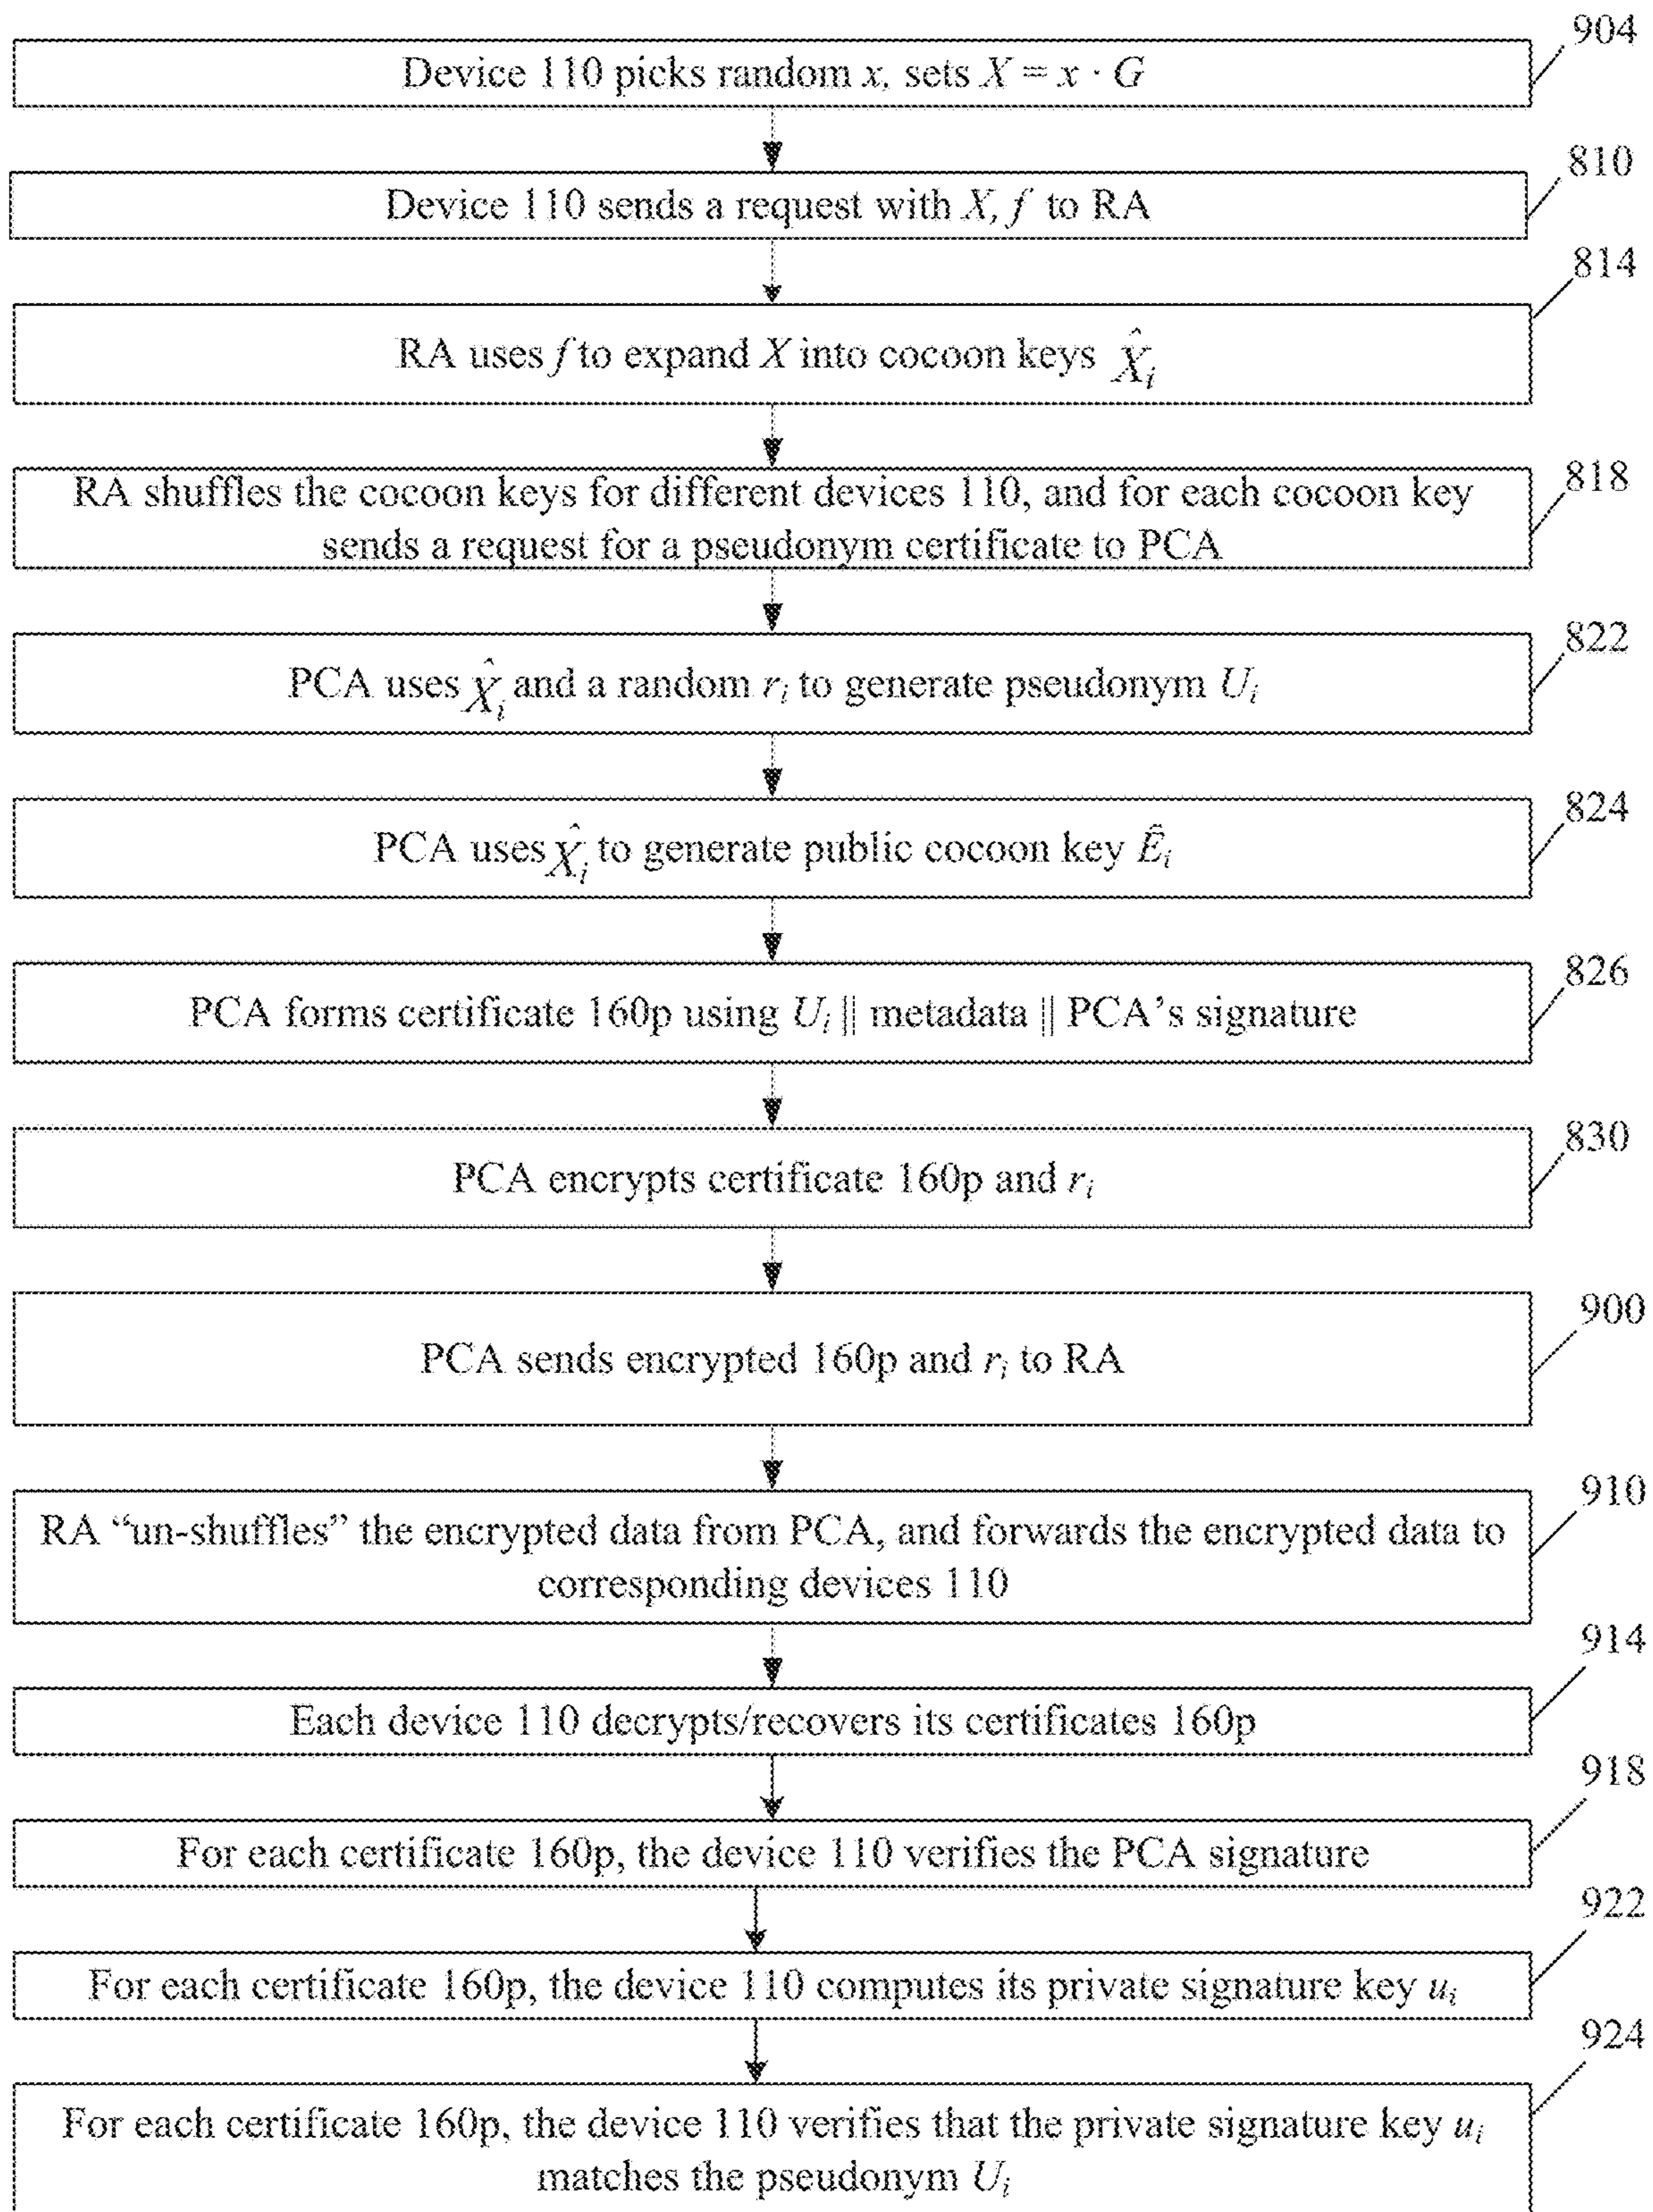 904
Device 110 picks random x, sets X = x · G
810
Device 110 sends a request with X, f to RA
814
RA uses f to expand X into cocoon keys X̂ᵢ
818
RA shuffles the cocoon keys for different devices 110, and for each cocoon key
sends a request for a pseudonym certificate to PCA
822
PCA uses X̂ᵢ and a random rᵢ to generate pseudonym Uᵢ
824
PCA uses X̂ᵢ to generate public cocoon key Êᵢ
826
PCA forms certificate 160p using Uᵢ || metadata || PCA's signature
830
PCA encrypts certificate 160p and rᵢ
900
PCA sends encrypted 160p and rᵢ to RA
910
RA “un-shuffles” the encrypted data from PCA, and forwards the encrypted data to
corresponding devices 110
914
Each device 110 decrypts/recovers its certificates 160p
918
For each certificate 160p, the device 110 verifies the PCA signature
922
For each certificate 160p, the device 110 computes its private signature key uᵢ
924
For each certificate 160p, the device 110 verifies that the private signature key uᵢ
matches the pseudonym Uᵢ